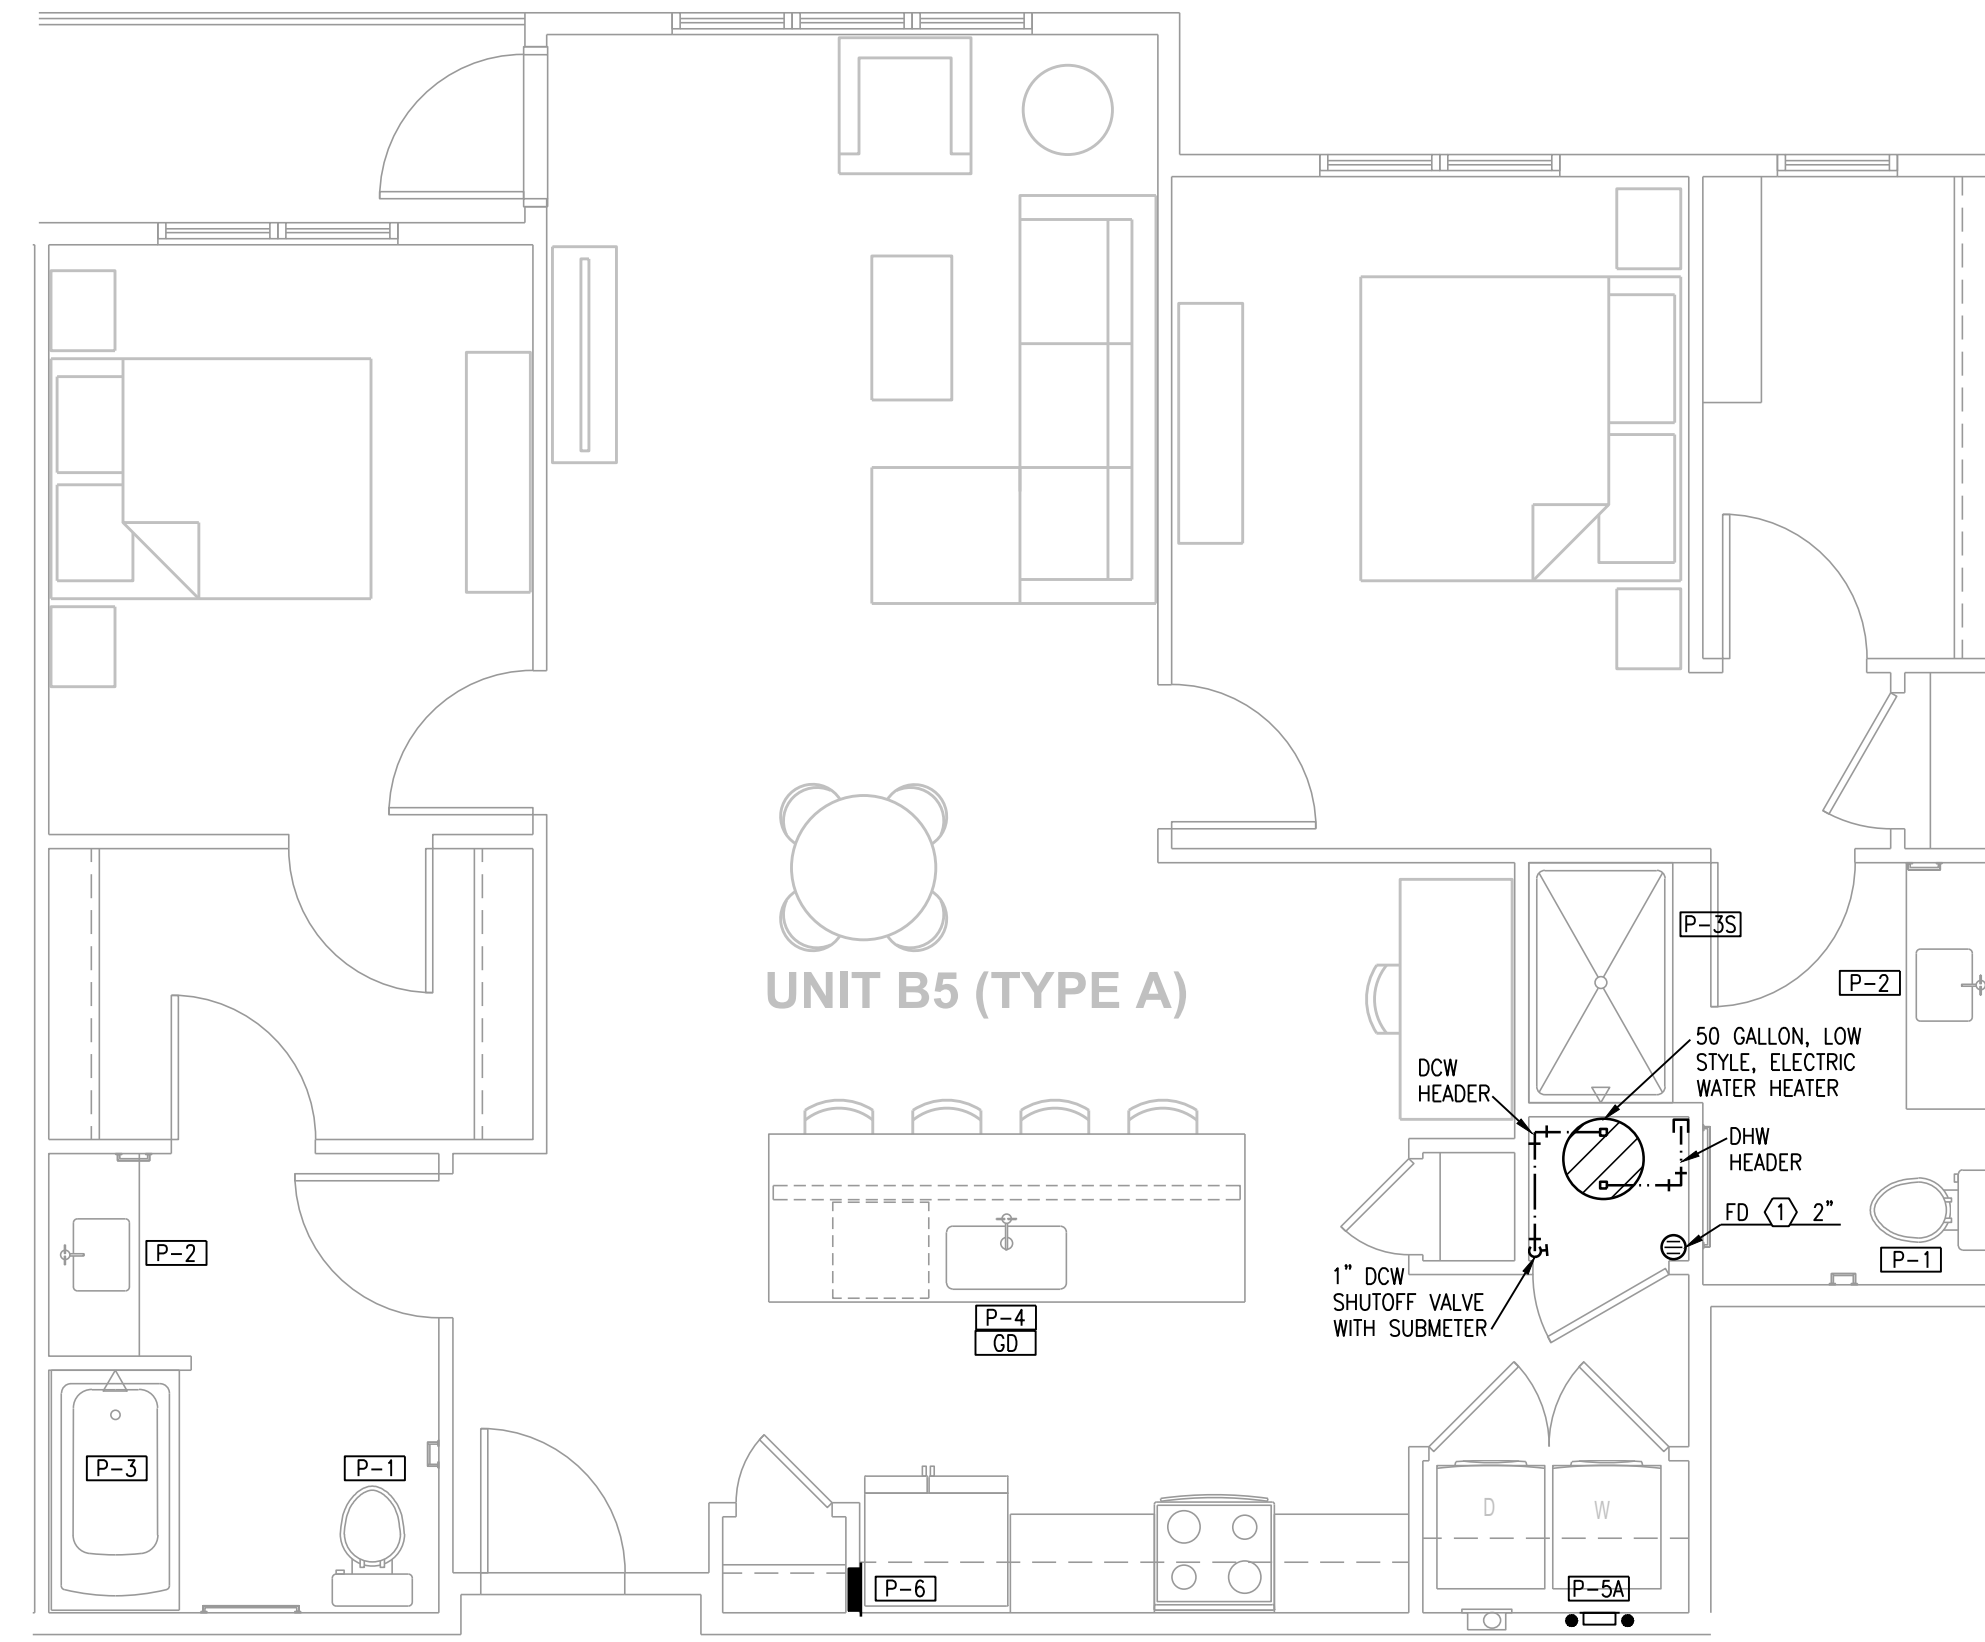 P-3S
P-2
UNIT B5 (TYPE A)
50 GALLON, LOW
STYLE, ELECTRIC
WATER HEATER
DCW
HEADER
DHW
HEADER
FD 1 2"
P-2
P-1
1" DCW
SHUTOFF VALVE
WITH SUBMETER
P-4
GD
P-3
P-1
D
W
P-6
P-5A